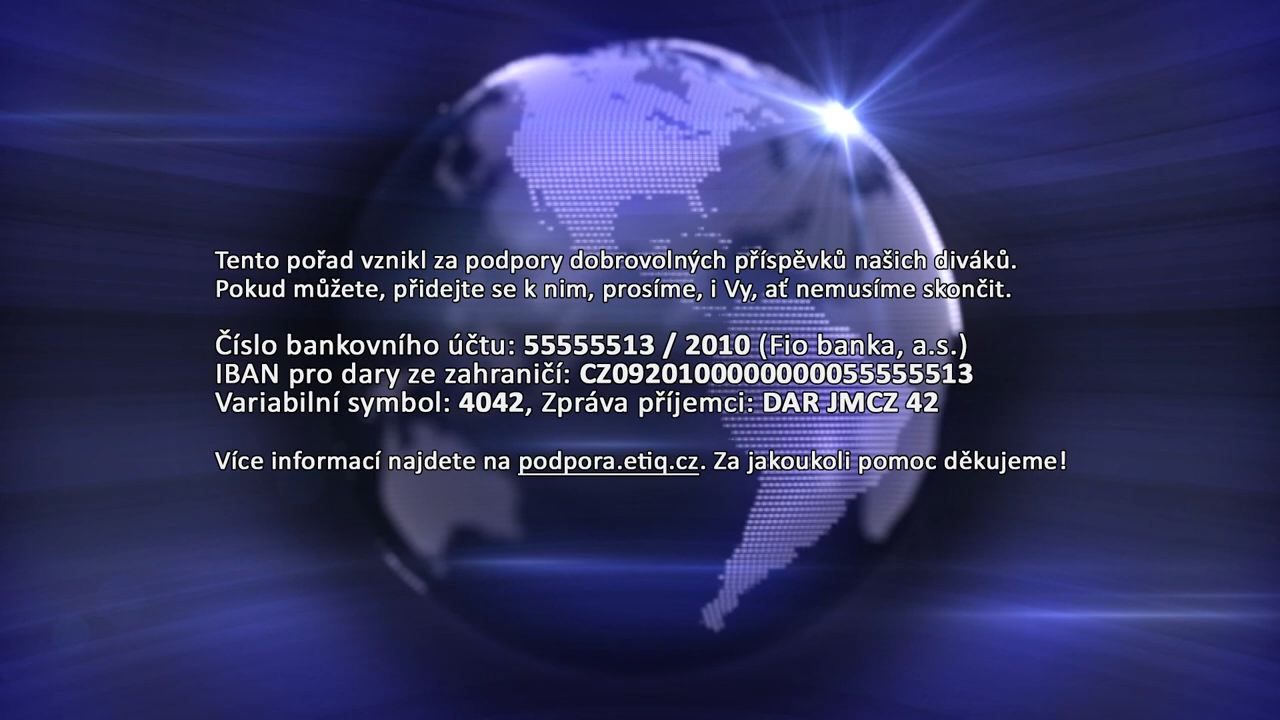 Tento pořad vznikl za podpory dobrovolných příspěvků našich diváků.
Pokud můžete, přidejte se k nim, prosíme, i Vy, ať nemusíme skončit.
Číslo bankovního účtu: 55555513 / 2010 (Fio banka, a.s.)
IBAN pro dary ze zahraničí: CZ0920100000000055555513
Variabilní symbol: 4042, Zpráva příjemci: DAR JMCZ 42
Více informací najdete na podpora.etiq.cz. Za jakoukoli pomoc děkujeme!